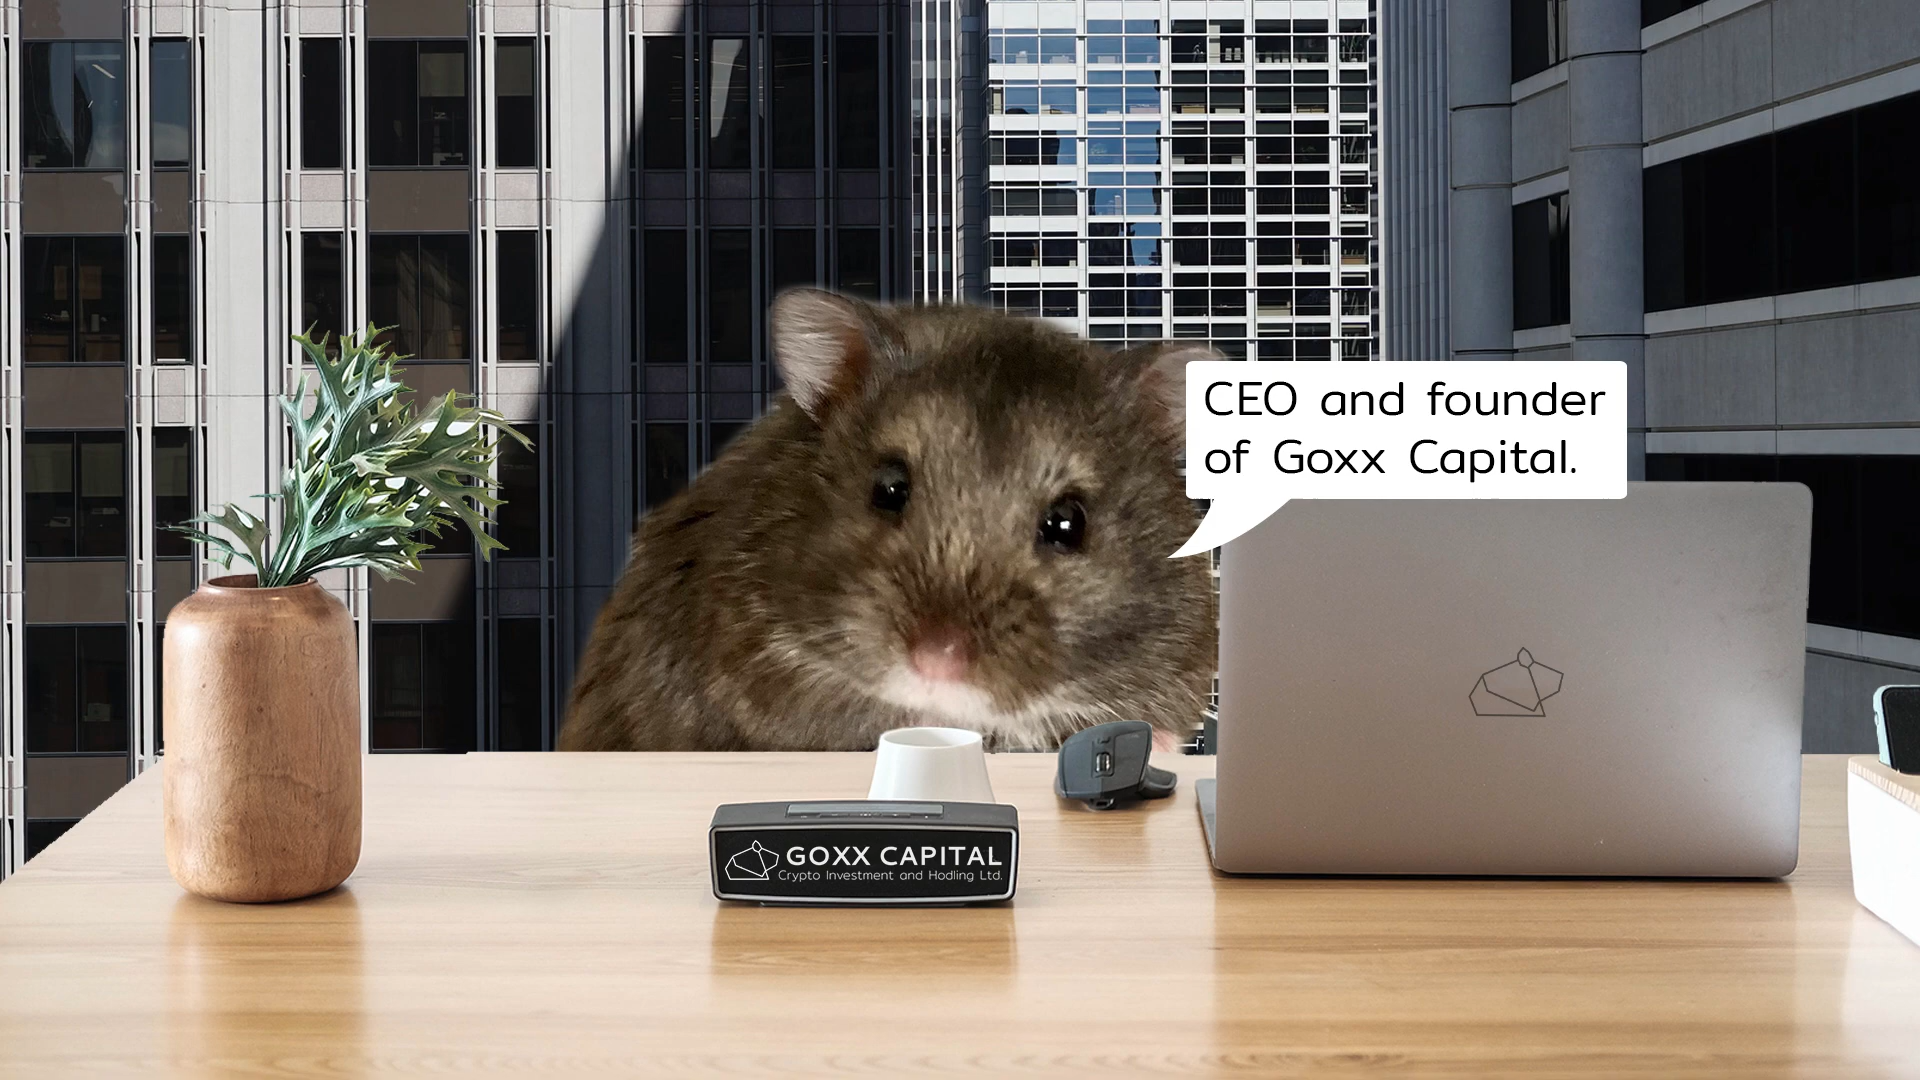 CEO and founder
of Goxx Capital.
GOXX CAPITAL
Crypto Investment and Hodling Ltd.